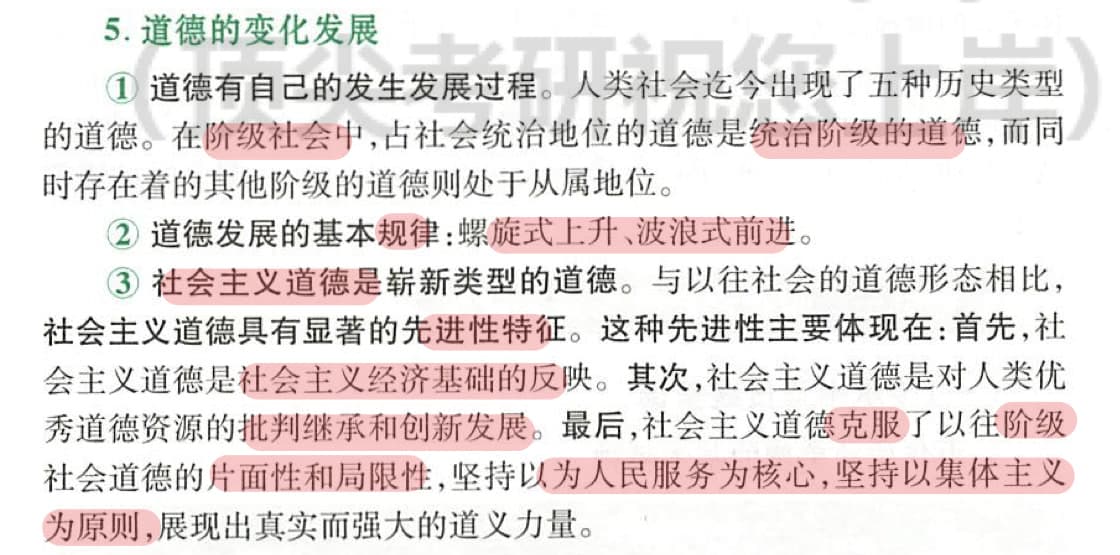 5. 道德的变化发展
① 道德有自己的发生发展过程。人类社会迄今出现了五种历史类型
的道德。在阶级社会中,占社会统治地位的道德是统治阶级的道德,而同
时存在着的其他阶级的道德则处于从属地位。
② 道德发展的基本规律:螺旋式上升、波浪式前进。
③ 社会主义道德是崭新类型的道德。与以往社会的道德形态相比,
社会主义道德具有显著的先进性特征。这种先进性主要体现在:首先,社
会主义道德是社会主义经济基础的反映。其次,社会主义道德是对人类优
秀道德资源的批判继承和创新发展。最后,社会主义道德克服了以往阶级
社会道德的片面性和局限性,坚持以为人民服务为核心,坚持以集体主义
为原则,展现出真实而强大的道义力量。
(顶尖考研祝您上岸)